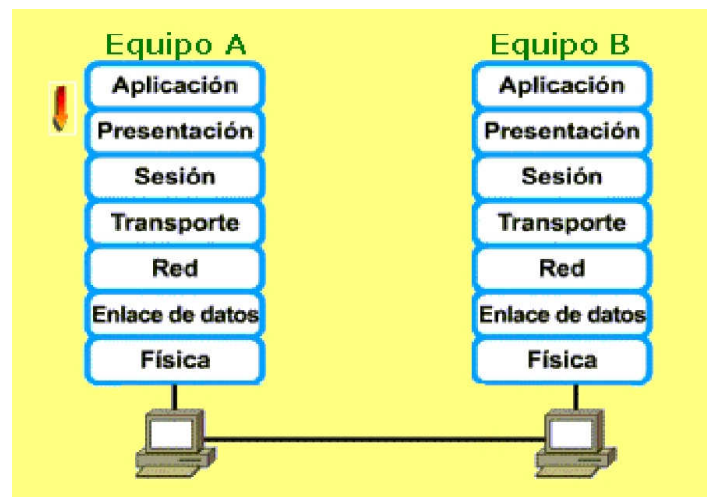 Equipo A
Aplicación
Presentación
Sesión
Transporte
Red
Enlace de datos
Física
Equipo B
Aplicación
Presentación
Sesión
Transporte
Red
Enlace de datos
Física